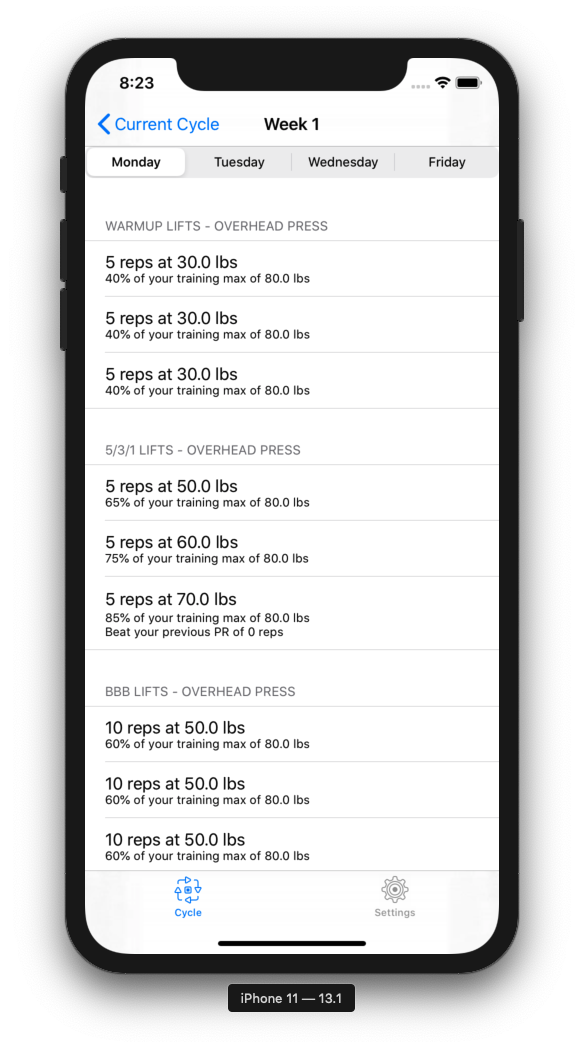 8:23
Current Cycle Week 1
Monday Tuesday Wednesday Friday
WARMUP LIFTS - OVERHEAD PRESS
5 reps at 30.0 lbs
40% of your training max of 80.0 lbs
5 reps at 30.0 lbs
40% of your training max of 80.0 lbs
5 reps at 30.0 lbs
40% of your training max of 80.0 lbs
5/3/1 LIFTS - OVERHEAD PRESS
5 reps at 50.0 lbs
65% of your training max of 80.0 lbs
5 reps at 60.0 lbs
75% of your training max of 80.0 lbs
5 reps at 70.0 lbs
85% of your training max of 80.0 lbs
Beat your previous PR of 0 reps
BBB LIFTS - OVERHEAD PRESS
10 reps at 50.0 lbs
60% of your training max of 80.0 lbs
10 reps at 50.0 lbs
60% of your training max of 80.0 lbs
10 reps at 50.0 lbs
60% of your training max of 80.0 lbs
Cycle Settings
iPhone 11 — 13.1